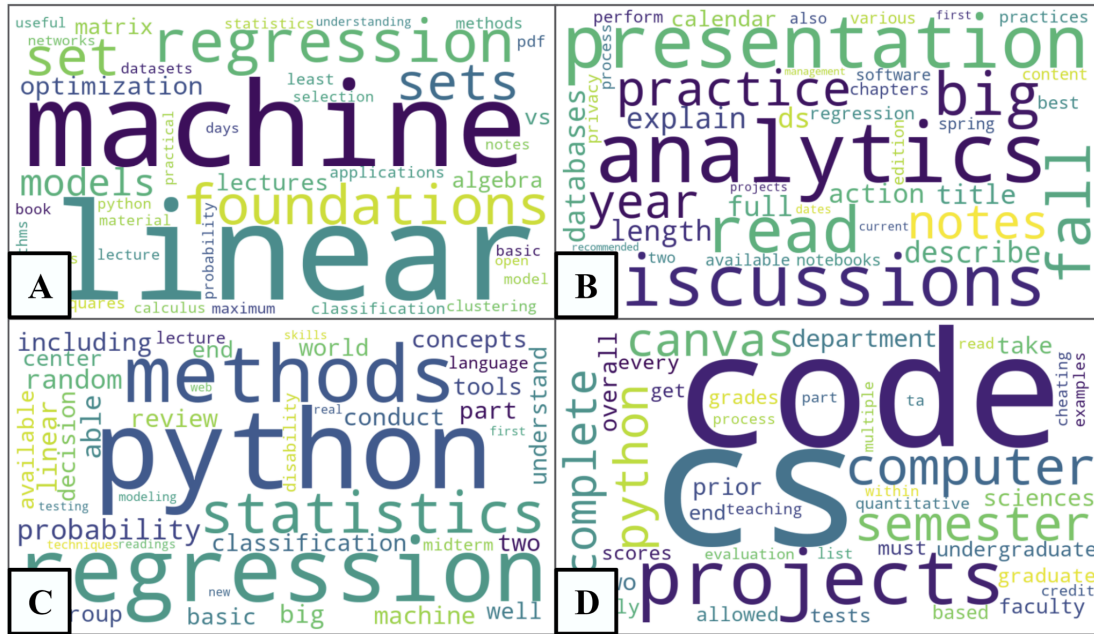 useful matrix statistics understanding methods
networks set regression pdf
datasets least sets
optimization selection
machine vs
days practical notes
models lectures applications algebra
book python foundations
material probability
thms linear basic
lecture open
s model
A quares calculus maximum classification clustering
perform calendar also various first practices
process presentation
management software content
practice chapters big best
privacy explain ds regression spring
databases analytics edition
year projects action title fall
full dates
length read current notes
recommended two available notebooks describe
B iscussions
including lecture skills concepts
center end world language
random methods tools
web
available linear decision able review real conduct part understand
python disability first
modeling
testing statistics
probability classification midterm two
techniques readings
regression
new
C roup basic big machine well
canvas department read take
every code
overall get grades part ta cheating examples
process multiple
complete python cs computer
prior within quantitative sciences
end teaching semester
scores evaluation list must undergraduate
wo projects graduate
credit
D ly allowed tests based faculty